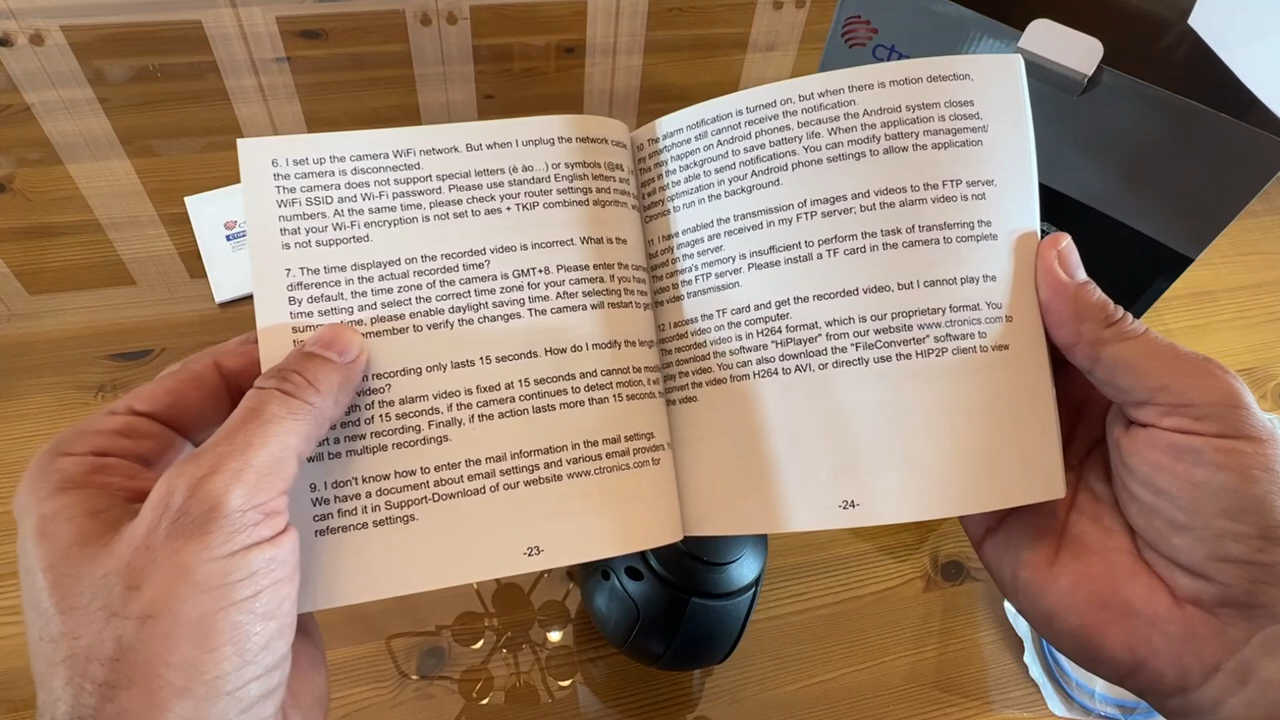 6. I set up the camera WiFi network. But when I unplug the network cable,
the camera is disconnected.
The camera does not support special letters (è áo...) or symbols (@#&
WiFi SSID and Wi-Fi password. Please use standard English letters and
numbers. At the same time, please check your router settings and make
that your Wi-Fi encryption is not set to aes + TKIP combined algorithm,
is not supported.
7. The time displayed on the recorded video is incorrect. What is the
difference in the actual recorded time?
By default, the time zone of the camera is GMT+8. Please enter the
time setting and select the correct time zone for your camera. If you have
time, please enable daylight saving time. After selecting the new
remember to verify the changes. The camera will restart to
recording only lasts 15 seconds. How do I modify the length
video?
of the alarm video is fixed at 15 seconds and cannot be
end of 15 seconds, if the camera continues to detect motion, it will
a new recording. Finally, if the action lasts more than 15 seconds,
will be multiple recordings.
9. I don't know how to enter the mail information in the mail settings.
We have a document about email settings and various email providers.
can find it in Support-Download of our website www.ctronics.com for
reference settings.
-23-
10. The alarm notification is turned on, but when there is motion detection,
my smartphone still cannot receive the notification.
This may happen on Android phones, because the Android system closes
apps in the background to save battery life. When the application is closed,
it will not be able to send notifications. You can modify battery management/
battery optimization in your Android phone settings to allow the application
Ctronics to run in the background.
11. I have enabled the transmission of images and videos to the FTP server,
but only images are received in my FTP server; but the alarm video is not
saved on the server.
The camera's memory is insufficient to perform the task of transferring the
video to the FTP server. Please install a TF card in the camera to complete
the video transmission.
12. I access the TF card and get the recorded video, but I cannot play the
recorded video on the computer.
The recorded video is in H264 format, which is our proprietary format. You
can download the software "HiPlayer" from our website www.ctronics.com to
play the video. You can also download the "FileConverter" software to
convert the video from H264 to AVI, or directly use the HIP2P client to view
the video.
-24-